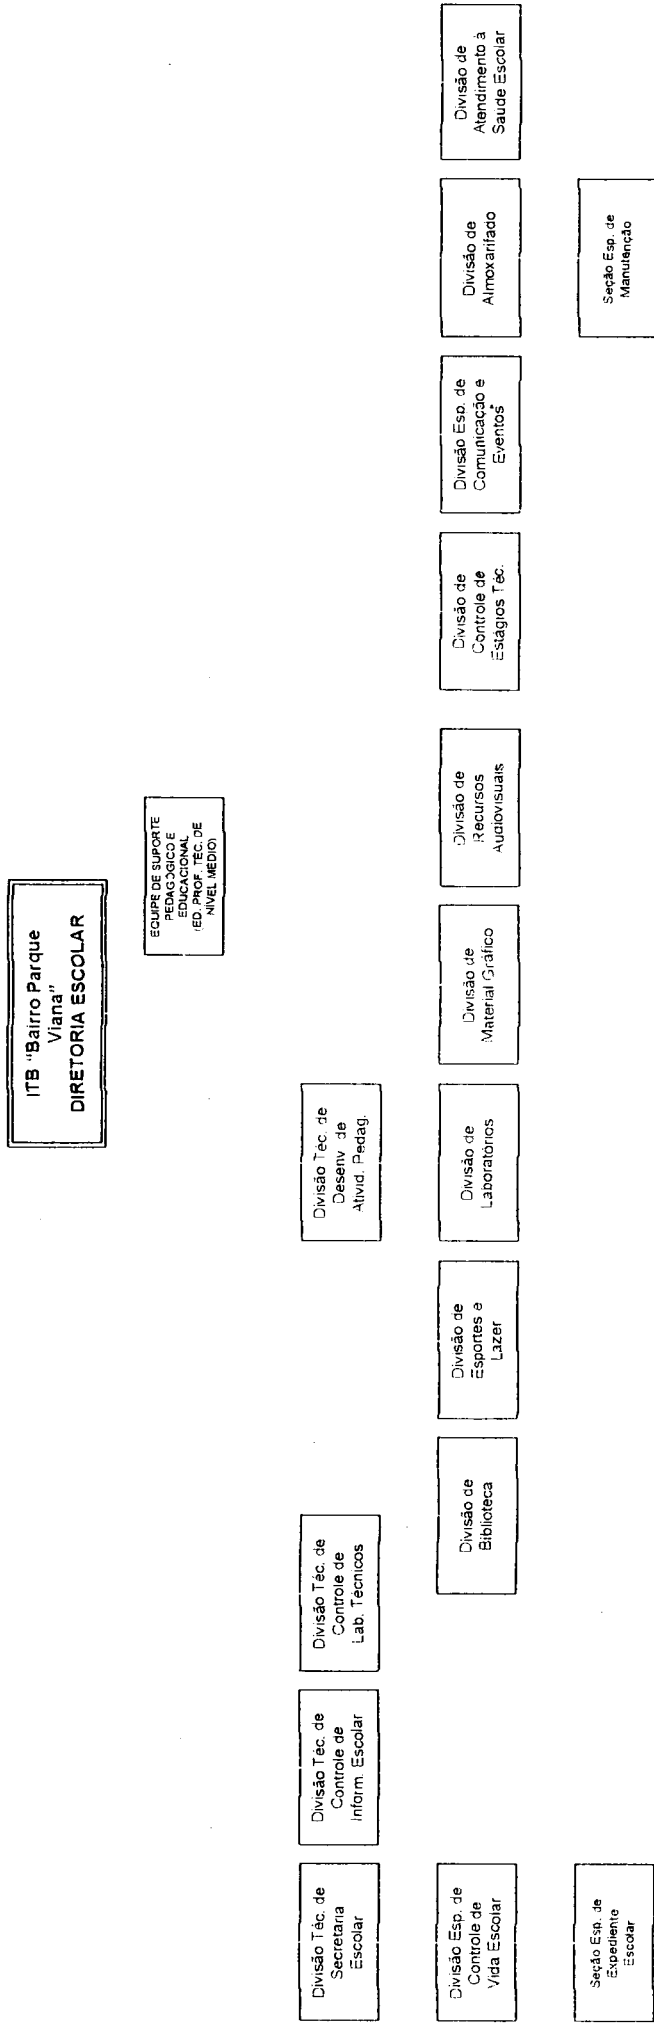 ITB "Bairro Parque
Viana"
DIRETORIA ESCOLAR
EQUIPE DE SUPORTE
PEDAGÓGICO E
EDUCACIONAL
(ED. PROF. TÉC. DE
NÍVEL MÉDIO)
Divisão Téc. de
Secretaria
Escolar
Divisão Téc. de
Controle de
Inform. Escolar
Divisão Téc. de
Controle de
Lab. Técnicos
Divisão Téc. de
Desenv. de
Ativid. Pedag.
Divisão Esp. de
Controle de
Vida Escolar
Divisão de
Biblioteca
Divisão de
Esportes e
Lazer
Divisão de
Laboratórios
Divisão de
Material Gráfico
Divisão de
Recursos
Audiovisuais
Divisão de
Controle de
Estágios Téc.
Divisão Esp. de
Comunicação e
Eventos
Divisão de
Almoxarifado
Divisão de
Atendimento à
Saúde Escolar
Seção Esp. de
Expediente
Escolar
Seção Esp. de
Manutenção